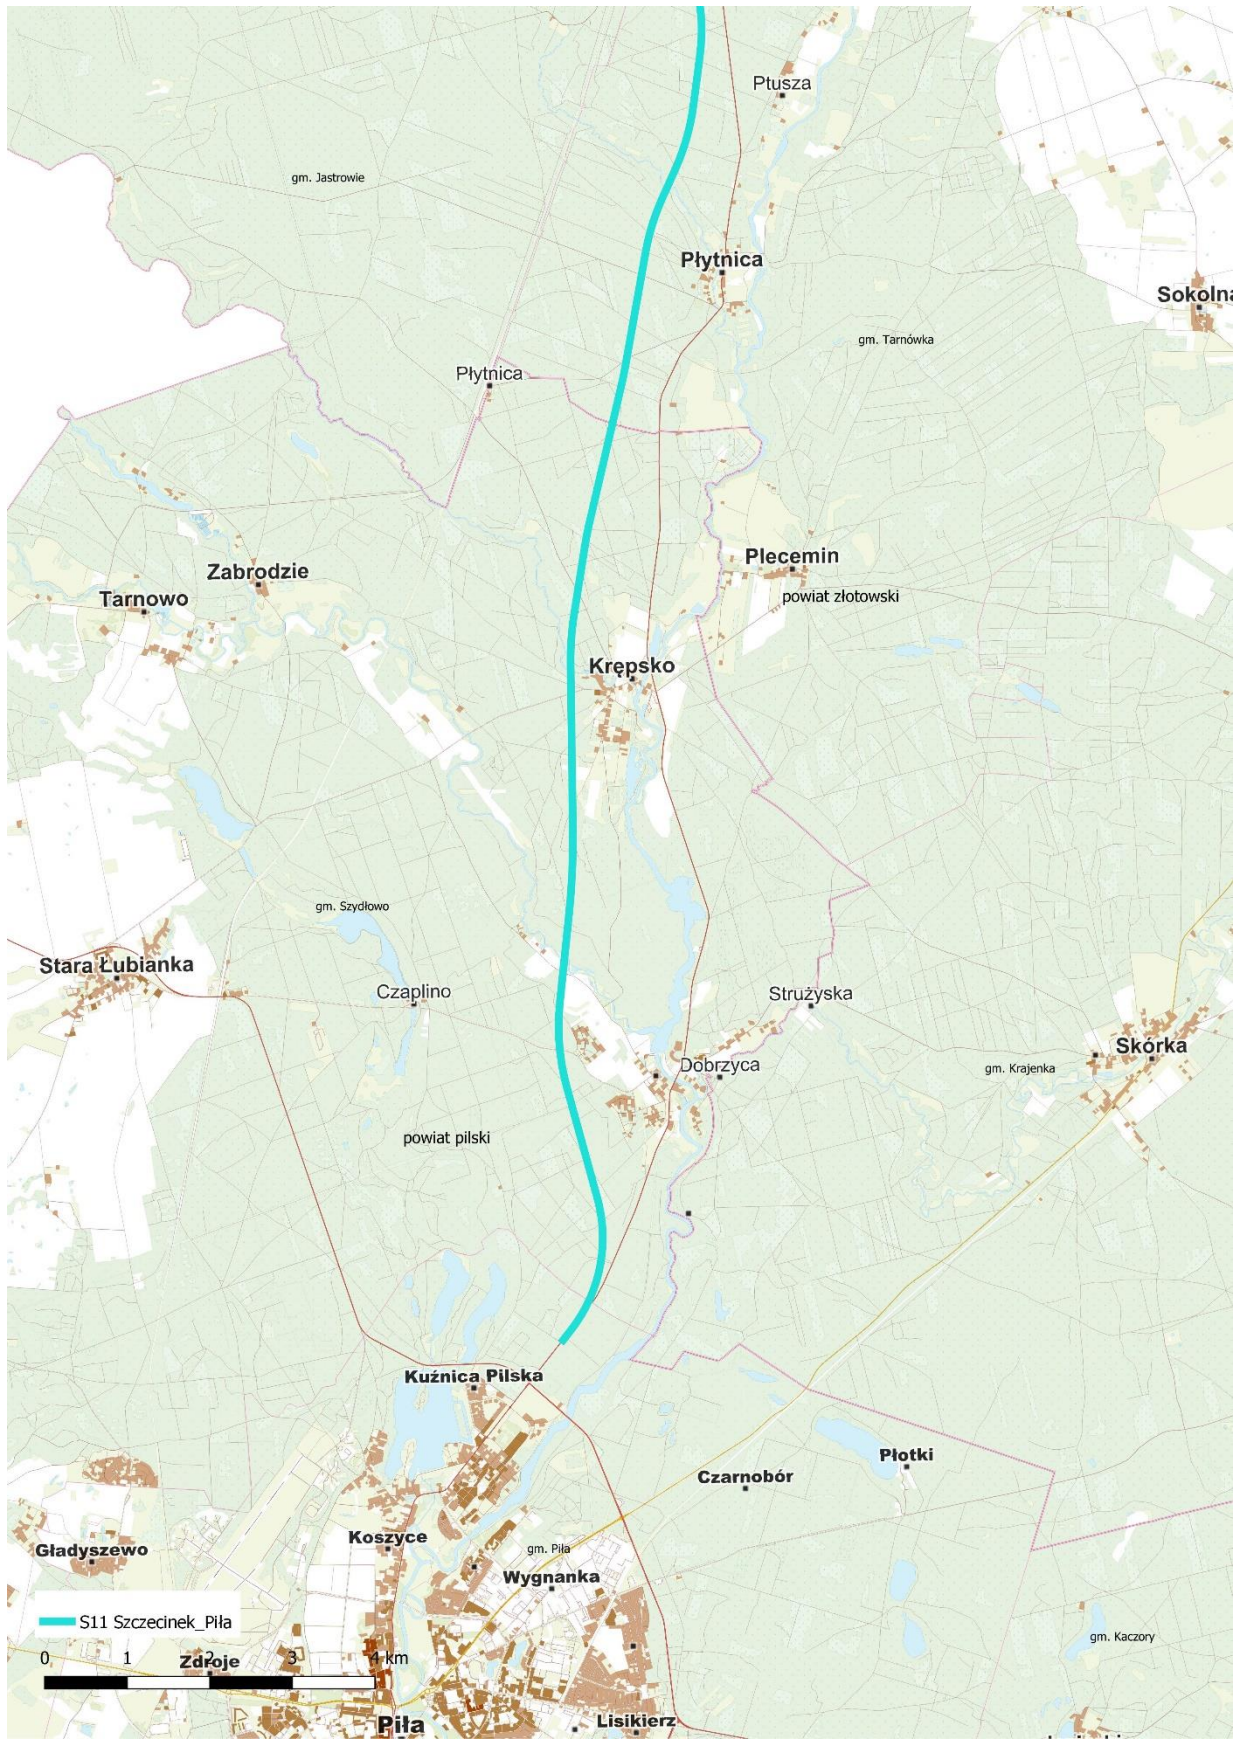 Ptusza
gm. Jastrowie
Płytnica
Sokolna
gm. Tarnówka
Płytnica
Plecemin
Zabrodzie
powiat złotowski
Tarnowo
Krępsko
gm. Szydłowo
Stara Łubianka
Czaplino
Strużyska
Skórka
Dobrzyca
gm. Krajenka
powiat pilski
Kuźnica Pilska
Płotki
Czarnobór
Koszyce
Gładyszewo
gm. Piła
Wygnanka
S11 Szczecinek_Piła
gm. Kaczory
0 1 2 3 4 km
Zdroje
Piła
Lisikierz